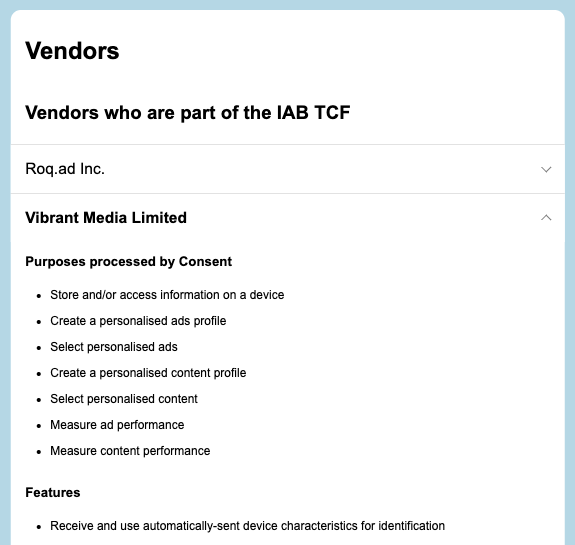 Vendors
Vendors who are part of the IAB TCF
Roq.ad Inc.
Vibrant Media Limited
Purposes processed by Consent
Store and/or access information on a device
Create a personalised ads profile
Select personalised ads
Create a personalised content profile
Select personalised content
Measure ad performance
Measure content performance
Features
Receive and use automatically-sent device characteristics for identification